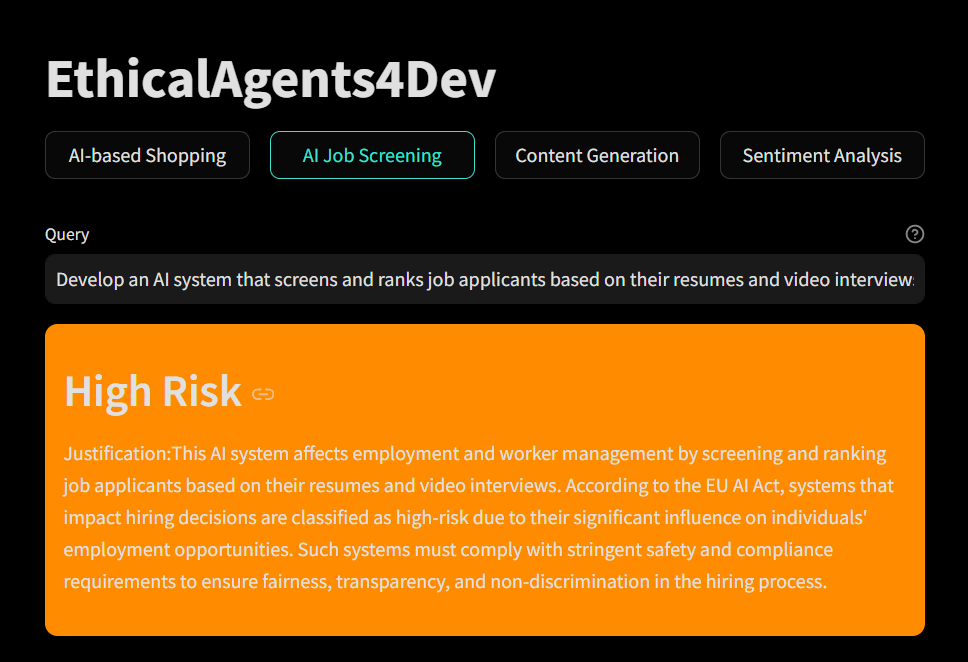 EthicalAgents4Dev
AI-based Shopping
AI Job Screening
Content Generation
Sentiment Analysis
Query
Develop an AI system that screens and ranks job applicants based on their resumes and video interview
High Risk
Justification:This AI system affects employment and worker management by screening and ranking
job applicants based on their resumes and video interviews. According to the EU AI Act, systems that
impact hiring decisions are classified as high-risk due to their significant influence on individuals'
employment opportunities. Such systems must comply with stringent safety and compliance
requirements to ensure fairness, transparency, and non-discrimination in the hiring process.